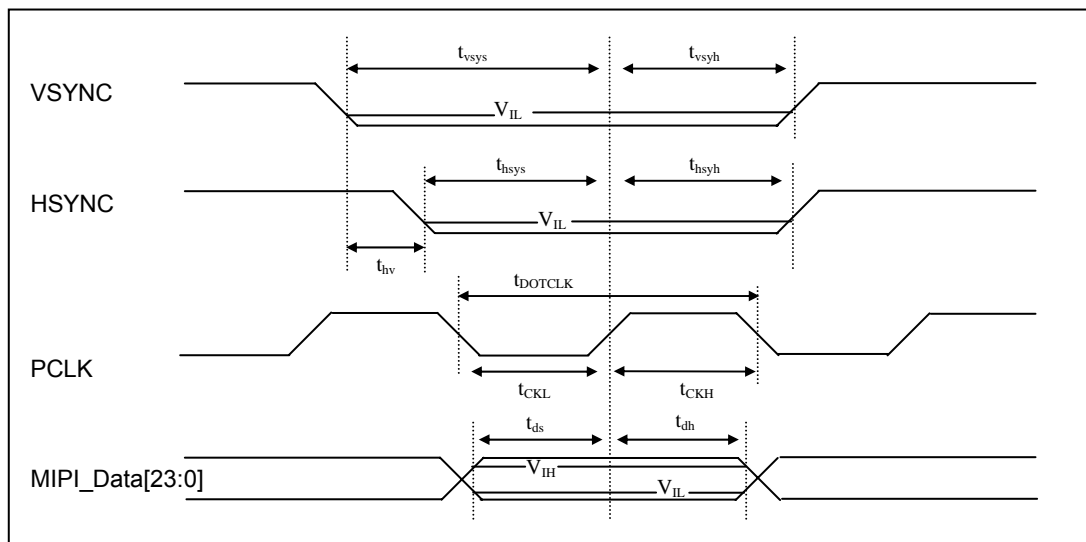 t_vsys t_vsyh
VSYNC
V_IL
t_hsys t_hsyh
HSYNC
V_IL
t_hv
t_DOTCLK
PCLK
t_CKL t_CKH
t_ds t_dh
V_IH
MIPI_Data[23:0]
V_IL